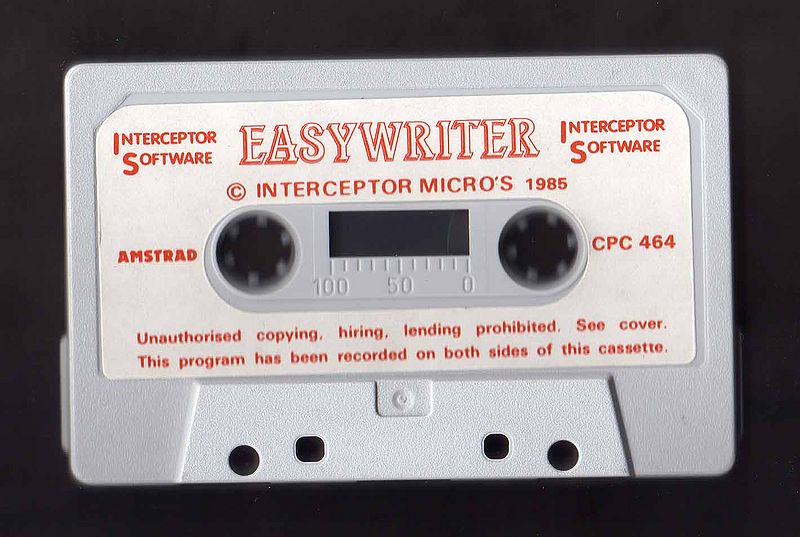 INTERCEPTOR SOFTWARE
EASYWRITER
INTERCEPTOR SOFTWARE
© INTERCEPTOR MICRO'S 1985
AMSTRAD
CPC 464
100 50 0
Unauthorised copying, hiring, lending prohibited. See cover.
This program has been recorded on both sides of this cassette.